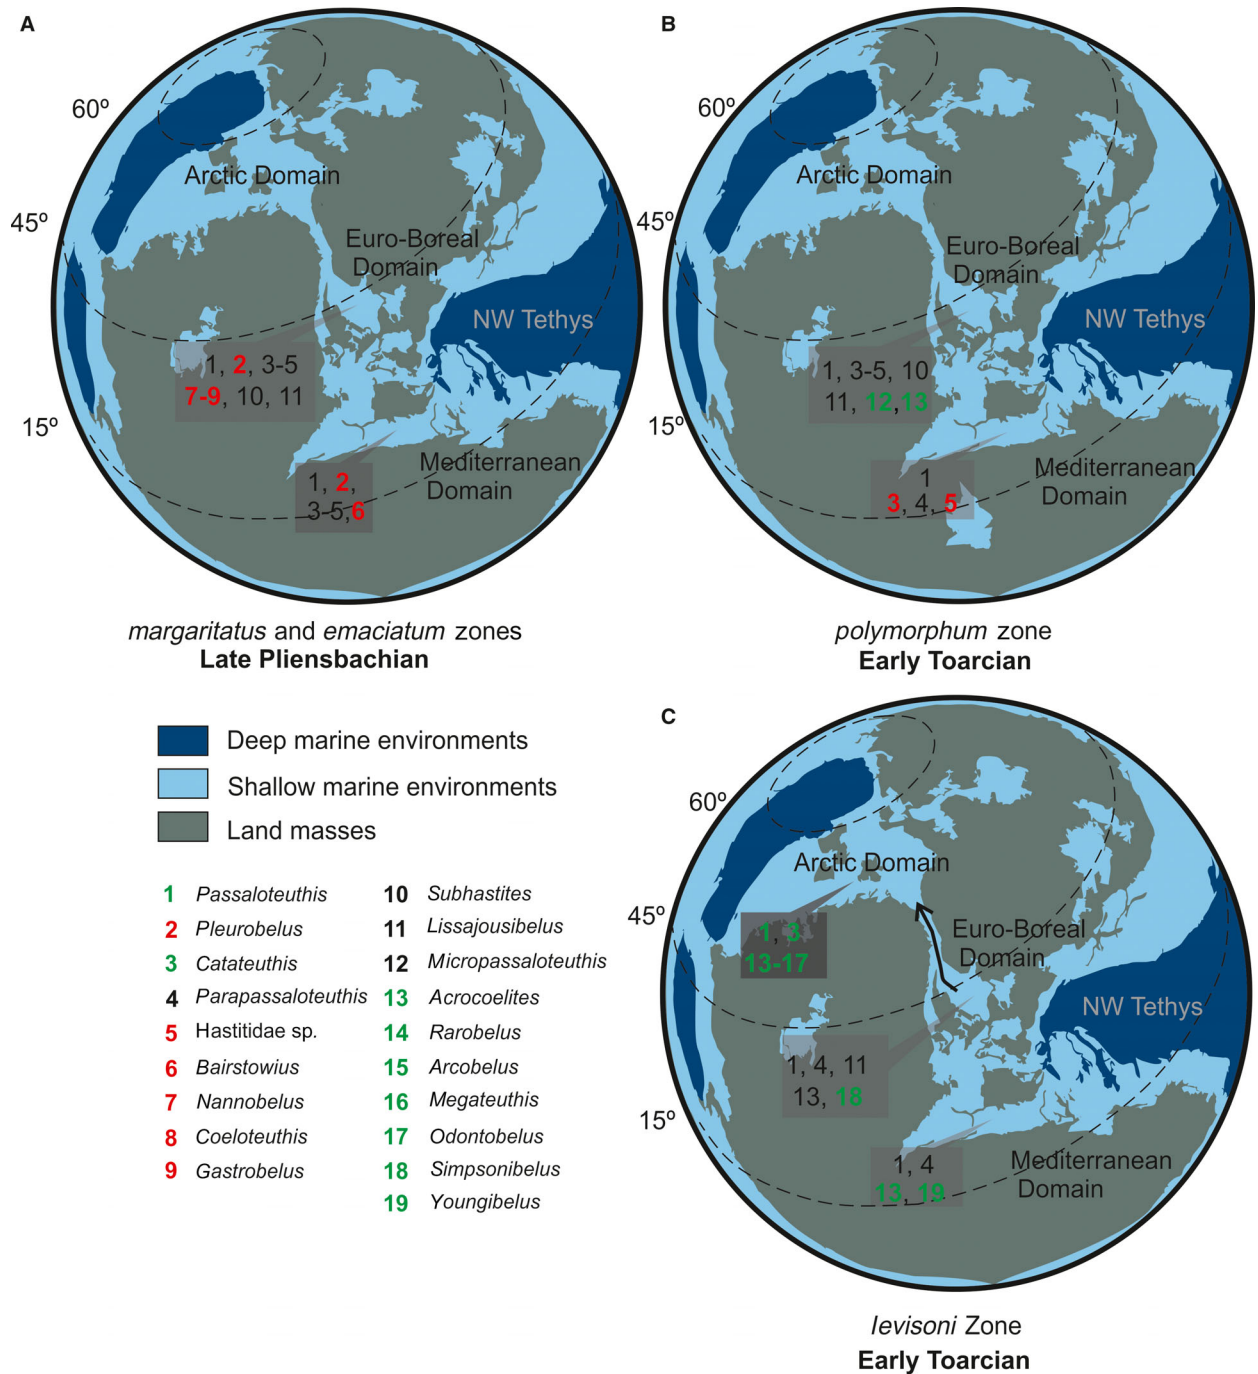 A
60º
45º
15º
Arctic Domain
Euro-Boreal
Domain
NW Tethys
1, 2, 3-5
7-9, 10, 11
Mediterranean
Domain
1, 2,
3-5,6
margaritatus and emaciatum zones
Late Pliensbachian
B
60º
45º
15º
Arctic Domain
Euro-Boreal
Domain
NW Tethys
1, 3-5, 10
11, 12,13
Mediterranean
Domain
1
3, 4, 5
polymorphum zone
Early Toarcian
Deep marine environments
Shallow marine environments
Land masses
1 Passaloteuthis
2 Pleurobelus
3 Catateuthis
4 Parapassaloteuthis
5 Hastitidae sp.
6 Bairstowius
7 Nannobelus
8 Coeloteuthis
9 Gastrobelus
10 Subhastites
11 Lissajousibelus
12 Micropassaloteuthis
13 Acrocoelites
14 Rarobelus
15 Arcobelus
16 Megateuthis
17 Odontobelus
18 Simpsonibelus
19 Youngibelus
C
60º
45º
15º
Arctic Domain
1, 3
13-17
Euro-Boreal
Domain
NW Tethys
1, 4, 11
13, 18
Mediterranean
Domain
1, 4
13, 19
levisoni Zone
Early Toarcian